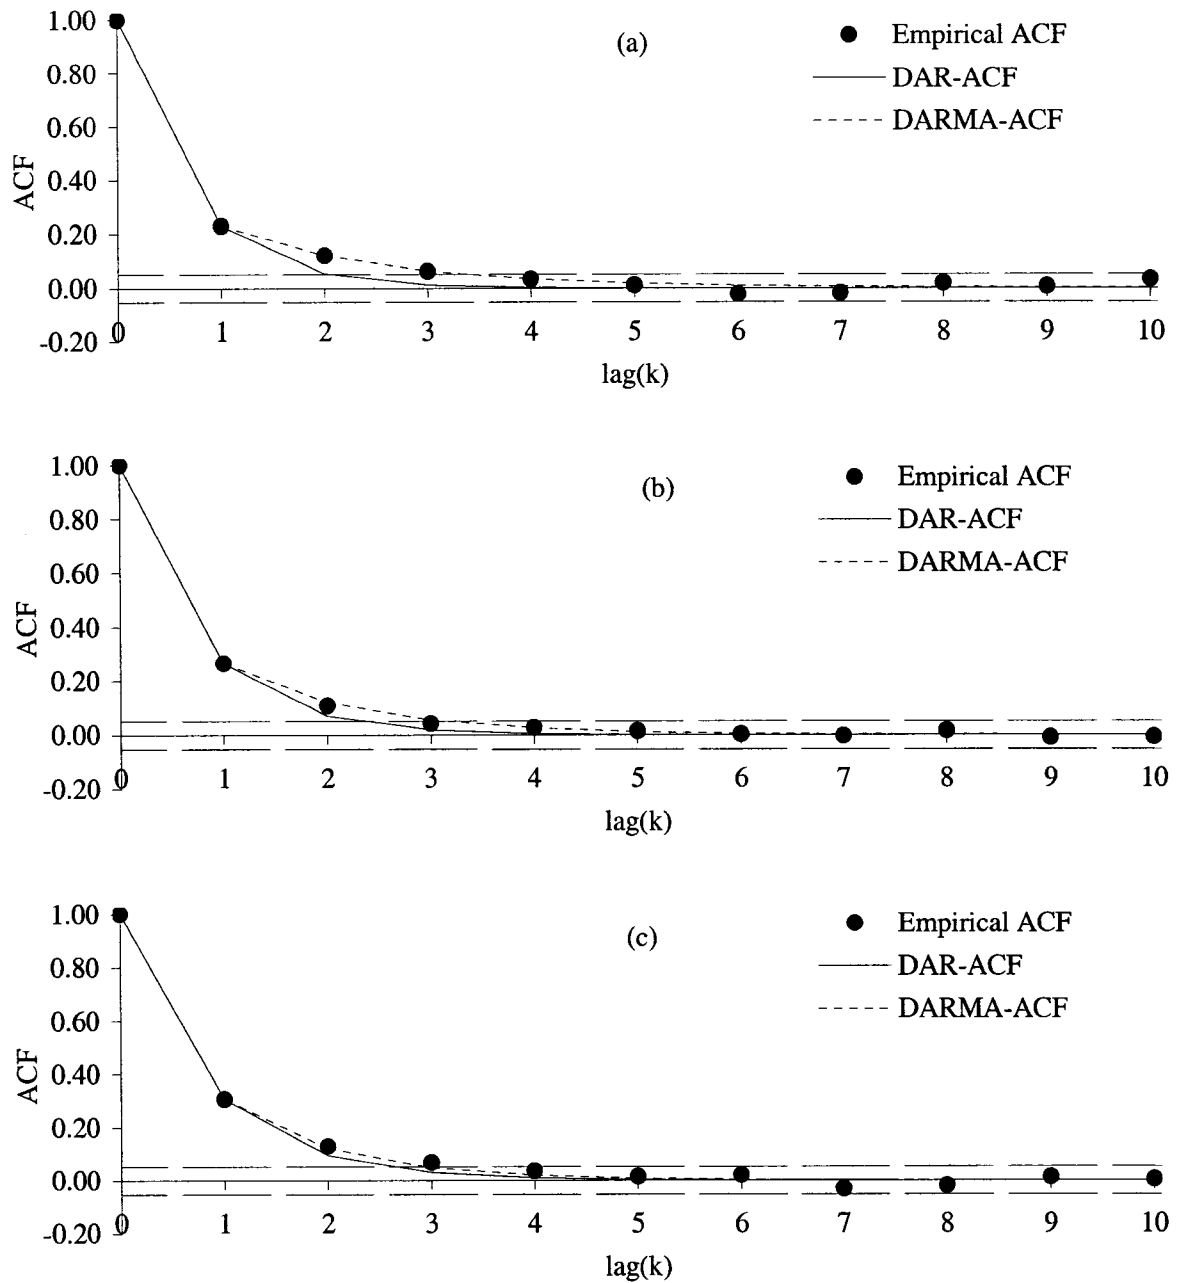 1.00
(a)
Empirical ACF
0.80
DAR-ACF
0.60
DARMA-ACF
0.40
0.20
0.00
-0.20
ACF
0 1 2 3 4 5 6 7 8 9 10
lag(k)
1.00
(b)
Empirical ACF
0.80
DAR-ACF
0.60
DARMA-ACF
0.40
0.20
0.00
-0.20
ACF
0 1 2 3 4 5 6 7 8 9 10
lag(k)
1.00
(c)
Empirical ACF
0.80
DAR-ACF
0.60
DARMA-ACF
0.40
0.20
0.00
-0.20
ACF
0 1 2 3 4 5 6 7 8 9 10
lag(k)